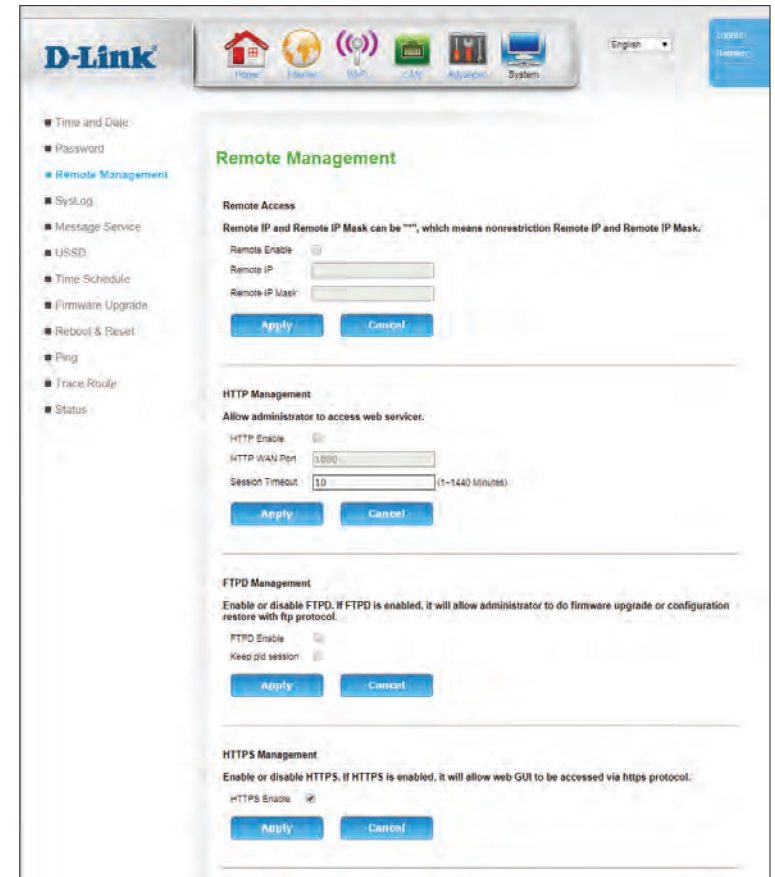 D-Link
Home
Internet
Wi-Fi
LAN
Advanced
System
English
Logout
Time and Date
Password
Remote Management
SysLog
Message Service
USSD
Time Schedule
Firmware Upgrade
Reboot & Reset
Ping
Trace Route
Status
Remote Management
Remote Access
Remote IP and Remote IP Mask can be "*", which means nonrestriction Remote IP and Remote IP Mask.
Remote Enable
Remote IP
Remote IP Mask
Apply Cancel
HTTP Management
Allow administrator to access web servicer.
HTTP Enable
HTTP WAN Port
Session Timeout 10 (1~1440 Minutes)
Apply Cancel
FTPD Management
Enable or disable FTPD. If FTPD is enabled, it will allow administrator to do firmware upgrade or configuration
restore with ftp protocol.
FTPD Enable
Keep old session
Apply Cancel
HTTPS Management
Enable or disable HTTPS. If HTTPS is enabled, it will allow web GUI to be accessed via https protocol.
HTTPS Enable
Apply Cancel